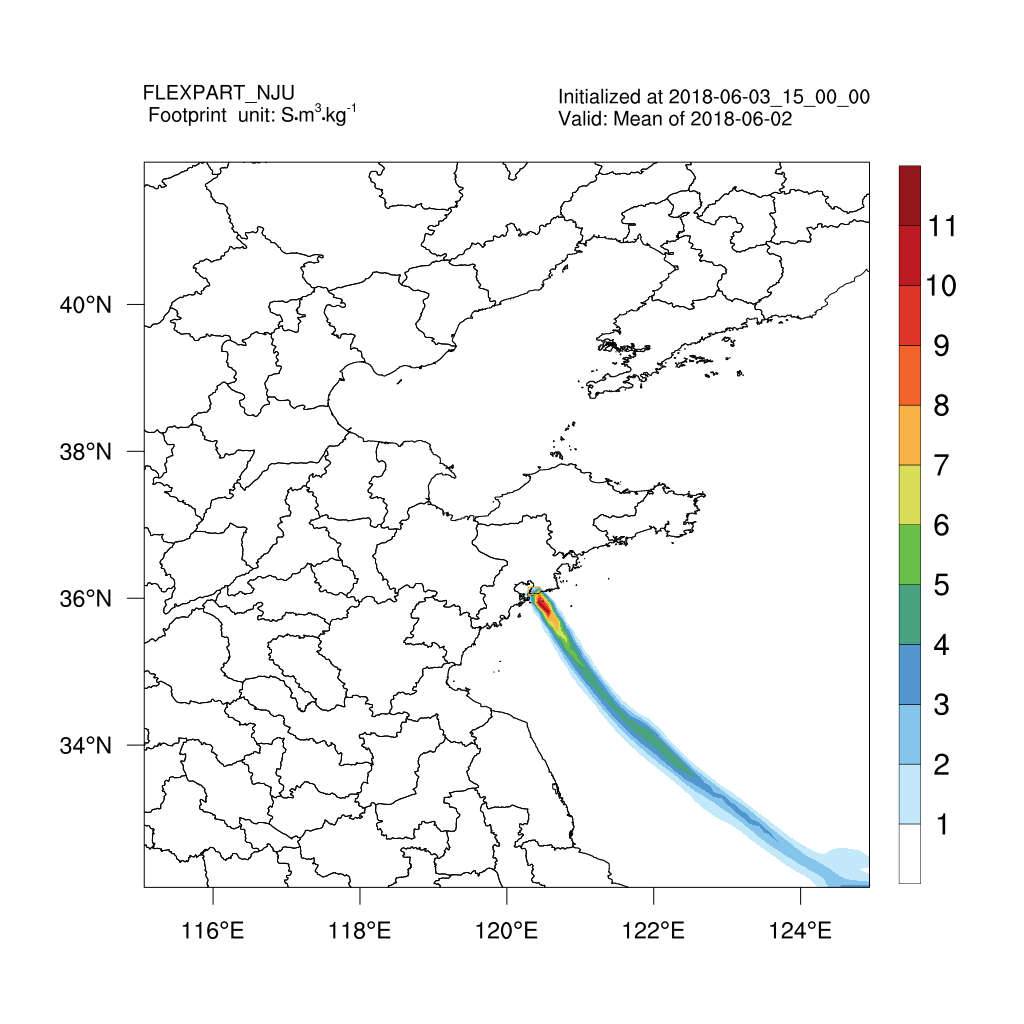 FLEXPART_NJU
Footprint unit: S•m³•kg⁻¹
Initialized at 2018-06-03_15_00_00
Valid: Mean of 2018-06-02
40°N
38°N
36°N
34°N
116°E 118°E 120°E 122°E 124°E
11
10
9
8
7
6
5
4
3
2
1